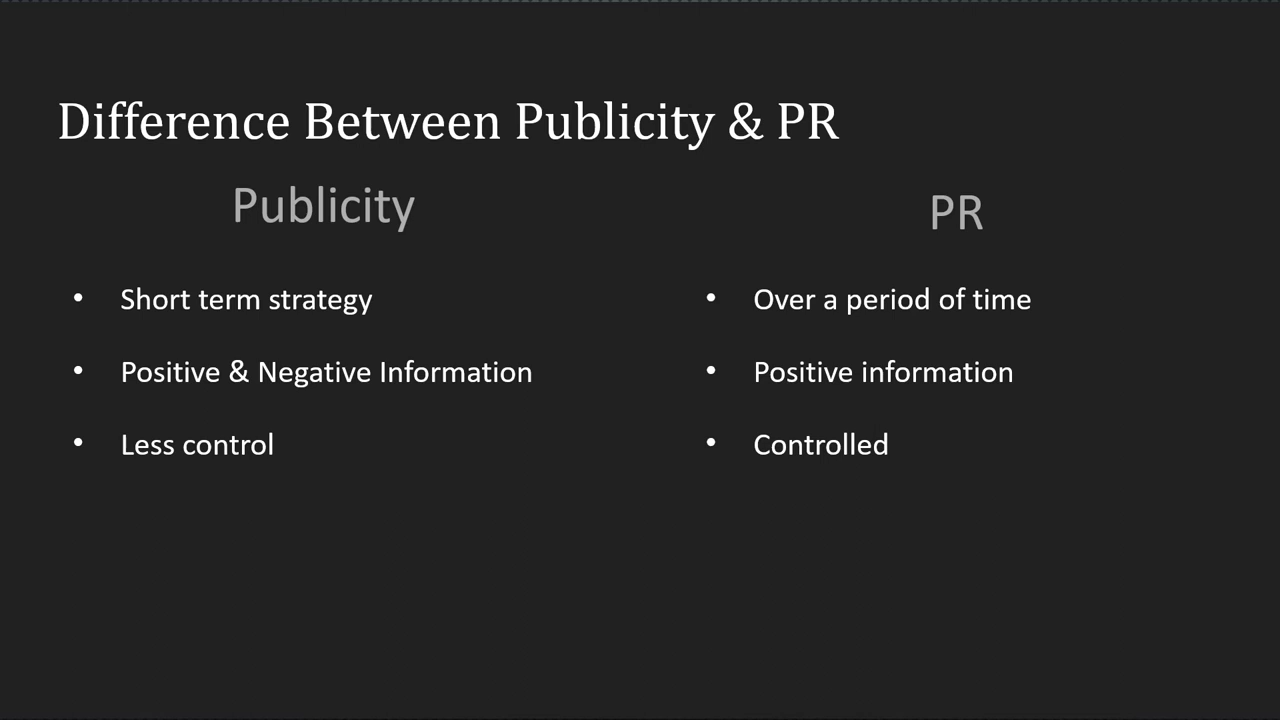 Difference Between Publicity & PR
Publicity
• Short term strategy
• Positive & Negative Information
• Less control
PR
• Over a period of time
• Positive information
• Controlled